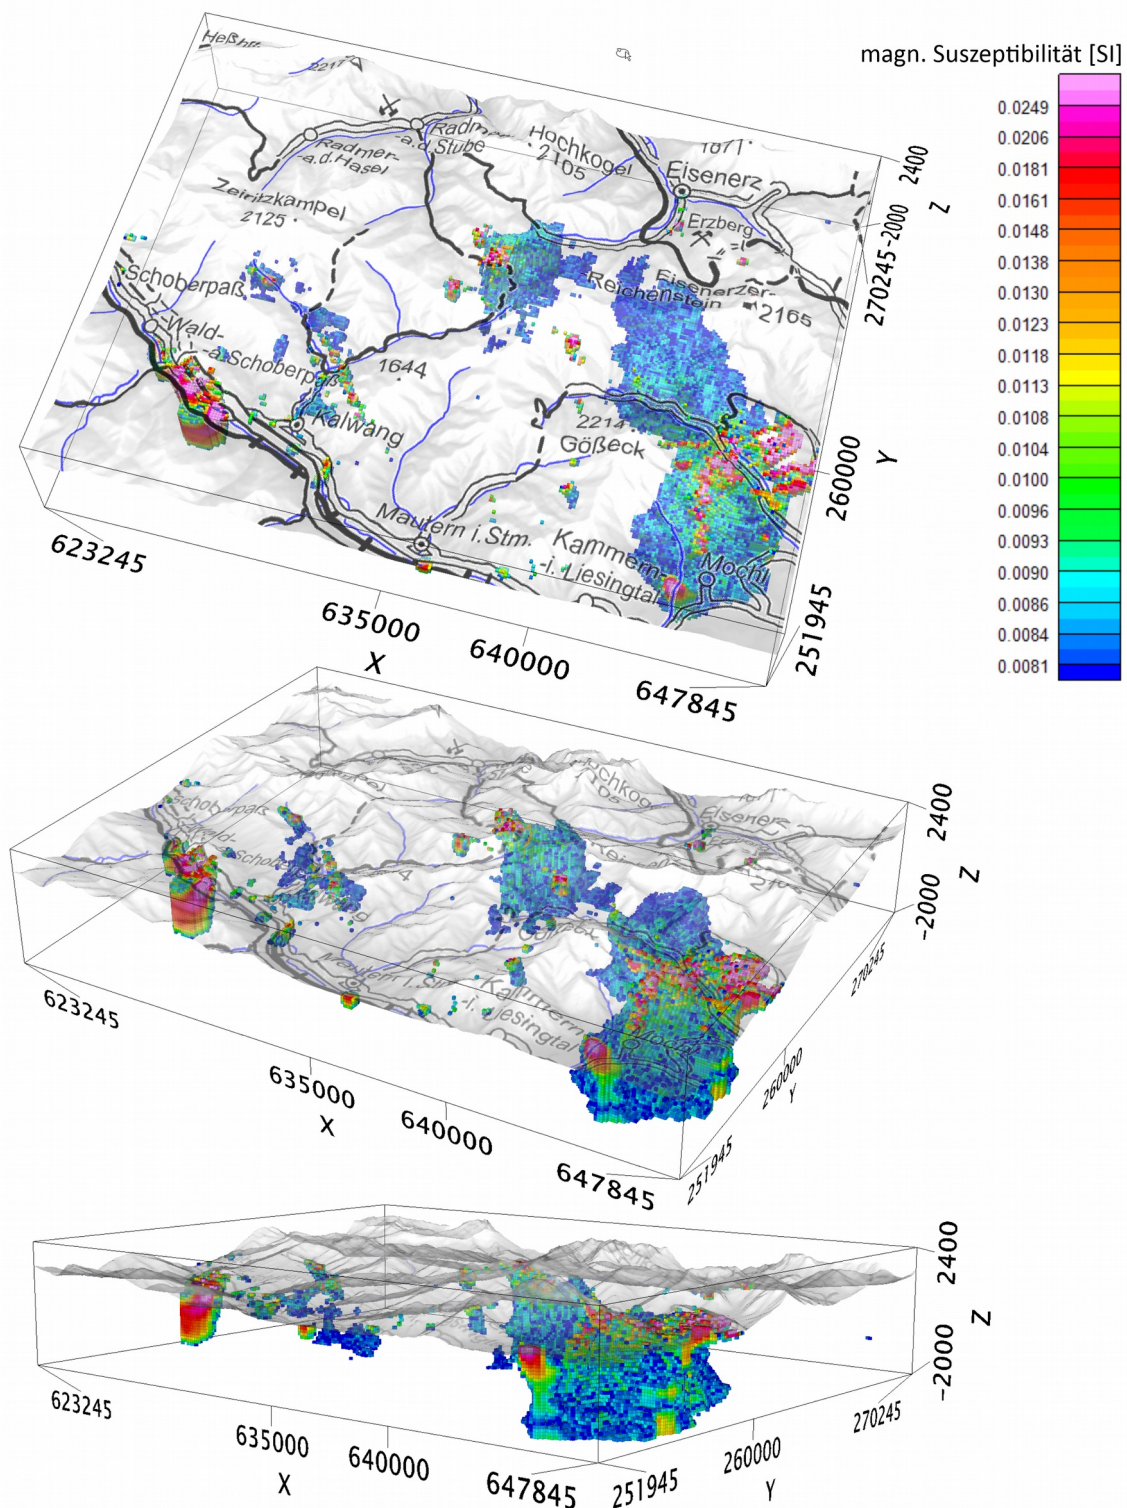 magn. Suszeptibilität [SI]
0.0249
0.0206
0.0181
0.0161
0.0148
0.0138
0.0130
0.0123
0.0118
0.0113
0.0108
0.0104
0.0100
0.0096
0.0093
0.0090
0.0086
0.0084
0.0081
2217
Radmer-
-a.d.Hasel
-a.d.Stube
Hochkogel
2105
1871
Eisenerz
Erzberg
Zeiritzkampel
2125
Eisenerzer-
Reichenstein
2165
Schoberpaß
Wald-
-a.Schoberpaß
1644
Kalwang
2214
Gößeck
Mautern i.Stm.
Kammern-
-i. Liesingtal
2400
Z
-2000
270245
260000
Y
251945
623245
635000
X
640000
647845
2400
Z
-2000
270245
260000
Y
251945
623245
635000
X
640000
647845
-i. Liesingtal
2400
Z
-2000
623245
635000
X
640000
647845
251945
260000
Y
270245